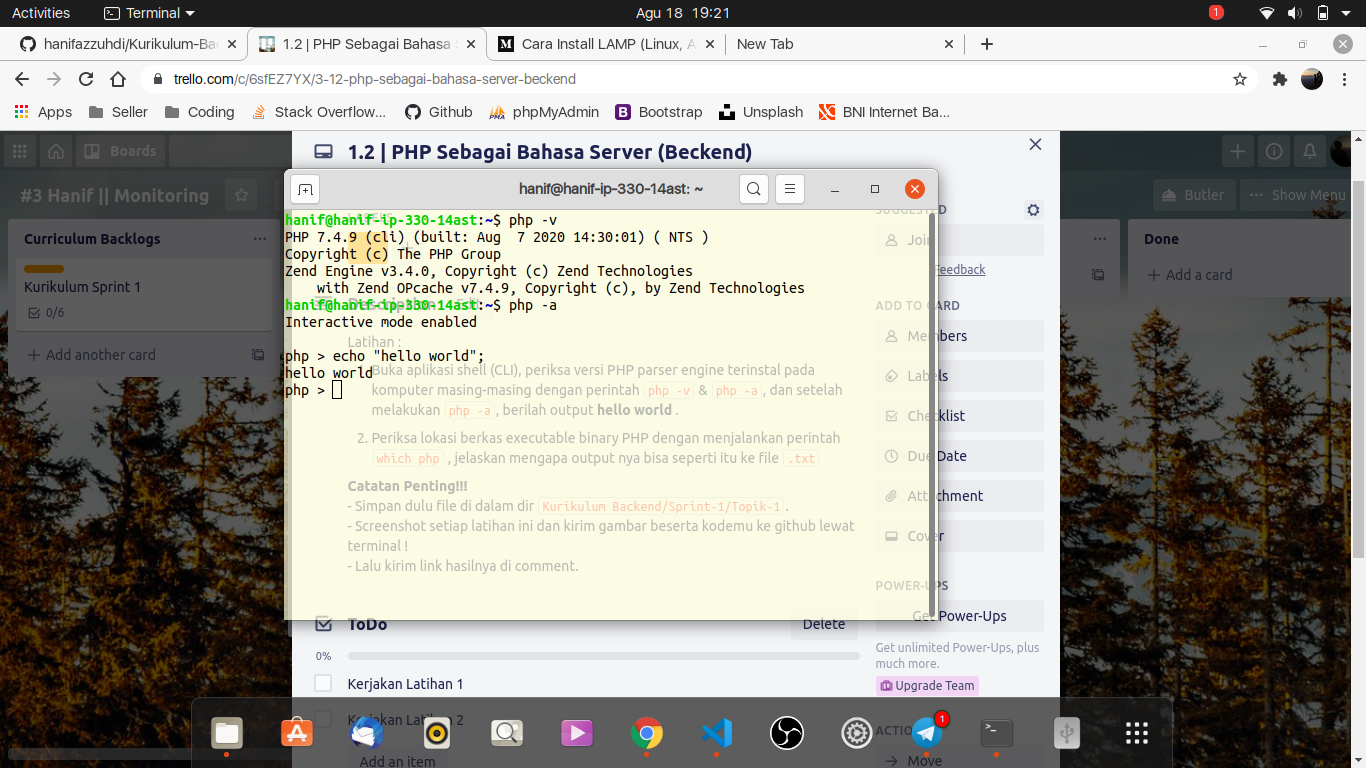 Activities
Terminal
Agu 18 19:21
1
hanifazzuhdi/Kurikulum-Ba
1.2 | PHP Sebagai Bahasa S
Cara Install LAMP (Linux, A
New Tab
trello.com/c/6sfEZ7YX/3-12-php-sebagai-bahasa-server-beckend
Apps
Seller
Coding
Stack Overflow...
Github
phpMyAdmin
Bootstrap
Unsplash
BNI Internet Ba...
Boards
1.2 | PHP Sebagai Bahasa Server (Beckend)
#3 Hanif || Monitoring
Butler
Show Menu
Curriculum Backlogs
Kurikulum Sprint 1
0/6
+ Add another card
hanif@hanif-ip-330-14ast: ~
hanif@hanif-ip-330-14ast:~$ php -v
PHP 7.4.9 (cli) (built: Aug  7 2020 14:30:01) ( NTS )
Copyright (c) The PHP Group
Zend Engine v3.4.0, Copyright (c) Zend Technologies
    with Zend OPcache v7.4.9, Copyright (c), by Zend Technologies
hanif@hanif-ip-330-14ast:~$ php -a
Interactive mode enabled
php > echo "hello world";
hello world
php >
Description
Edit
Latihan :
Buka aplikasi shell (CLI), periksa versi PHP parser engine terinstal pada
komputer masing-masing dengan perintah php -v & php -a , dan setelah
melakukan php -a , berilah output hello world .
2. Periksa lokasi berkas executable binary PHP dengan menjalankan perintah
which php , jelaskan mengapa output nya bisa seperti itu ke file .txt
Catatan Penting!!!
- Simpan dulu file di dalam dir Kurikulum Backend/Sprint-1/Topik-1 .
- Screenshot setiap latihan ini dan kirim gambar beserta kodemu ke github lewat
terminal !
- Lalu kirim link hasilnya di comment.
ToDo
Delete
0%
Kerjakan Latihan 1
Kerjakan Latihan 2
Add an item
SUGGESTED
Join
Feedback
ADD TO CARD
Members
Labels
Checklist
Due Date
Attachment
Cover
POWER-UPS
Get Power-Ups
Get unlimited Power-Ups, plus
much more.
Upgrade Team
ACTIO
Move
Done
+ Add a card
1